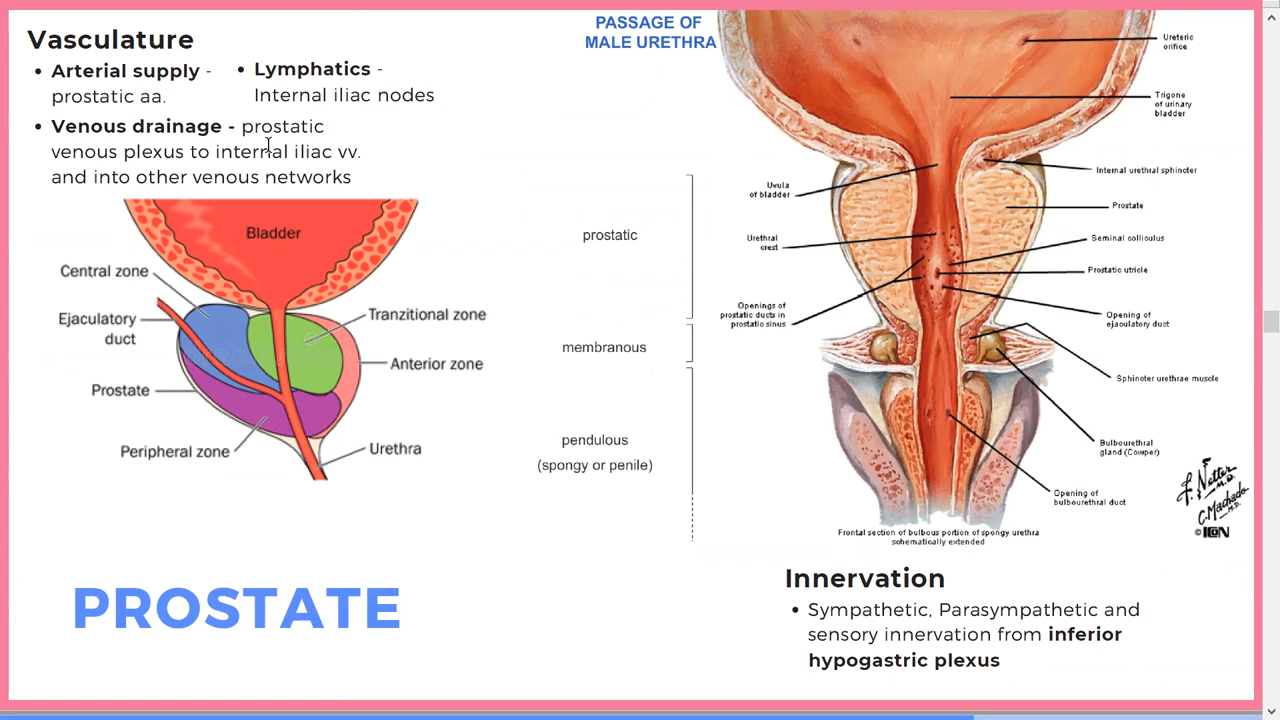 Vasculature
• Arterial supply -
prostatic aa.
• Lymphatics -
Internal iliac nodes
• Venous drainage - prostatic
venous plexus to internal iliac vv.
and into other venous networks
Bladder
Central zone
Ejaculatory
duct
Prostate
Peripheral zone
Tranzitional zone
Anterior zone
Urethra
PROSTATE
PASSAGE OF
MALE URETHRA
prostatic
membranous
pendulous
(spongy or penile)
Uvula
of bladder
Urethral
crest
Openings of
prostatic ducts in
prostatic sinus
Ureteric
orifice
Trigone
of urinary
bladder
Internal urethral sphincter
Prostate
Seminal colliculus
Prostatic utricle
Opening of
ejaculatory duct
Sphincter urethrae muscle
Bulbourethral
gland (Cowper)
Opening of
bulbourethral duct
F. Netter
M.D.
C. Machado
M.D.
© ICON
Frontal section of bulbous portion of spongy urethra
schematically extended
Innervation
• Sympathetic, Parasympathetic and
sensory innervation from inferior
hypogastric plexus